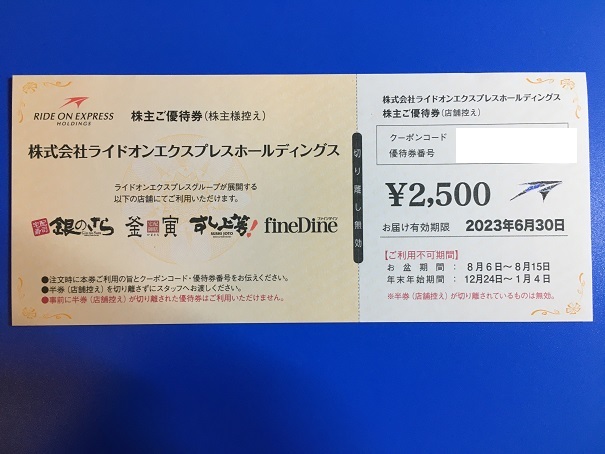 RIDE ON EXPRESS
HOLDINGS
株主ご優待券(株主様控え)
株式会社ライドオンエクスプレスホールディングス
ライドオンエクスプレスグループが展開する
以下の店舗にてご利用いただけます。
宅配寿司 銀のさら 釜寅 すし上等! fineDine
ファインダイン
●注文時に本券ご利用の旨とクーポンコード・優待券番号をお伝えください。
●半券(店舗控え)を切り離さずにスタッフへお渡しください。
●事前に半券(店舗控え)が切り離された優待券はご利用いただけません。
切り離し無効
株式会社ライドオンエクスプレスホールディングス
株主ご優待券(店舗控え)
クーポンコード
優待券番号
¥2,500
お届け有効期限 2023年6月30日
【ご利用不可期間】
お盆期間:8月6日~8月15日
年末年始期間:12月24日~1月4日
※半券(店舗控え)が切り離されているものは無効。